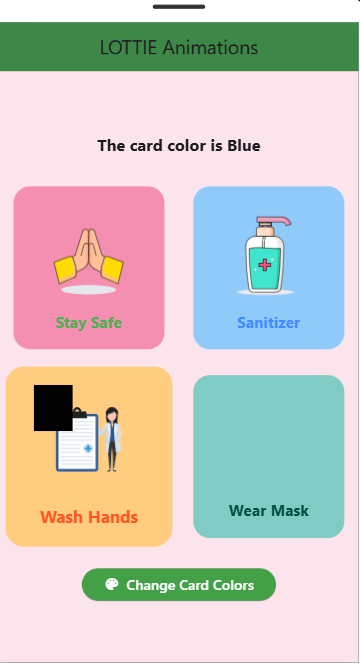 LOTTIE Animations
The card color is Blue
Stay Safe
Sanitizer
Wash Hands
Wear Mask
Change Card Colors